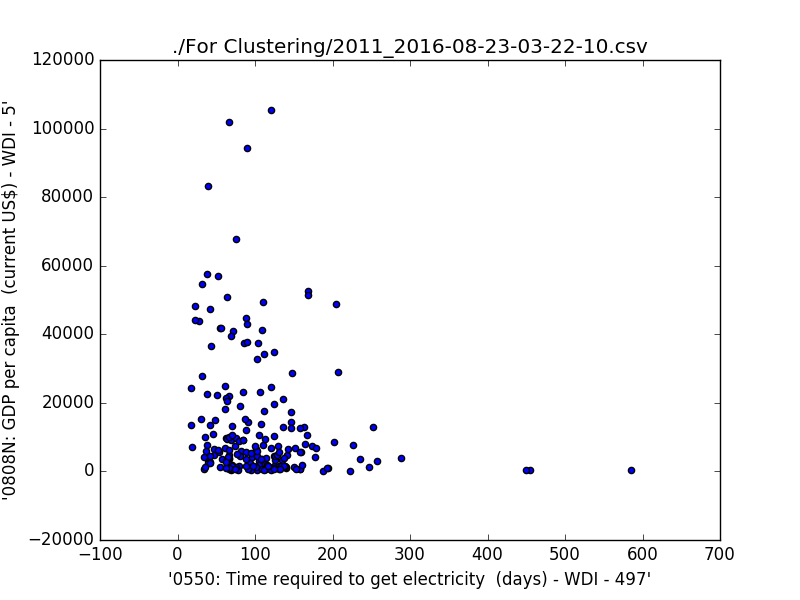 ./For Clustering/2011_2016-08-23-03-22-10.csv
120000
100000
80000
60000
40000
20000
0
−20000
'0808N: GDP per capita  (current US$) - WDI - 5'
−100 0 100 200 300 400 500 600 700
'0550: Time required to get electricity  (days) - WDI - 497'